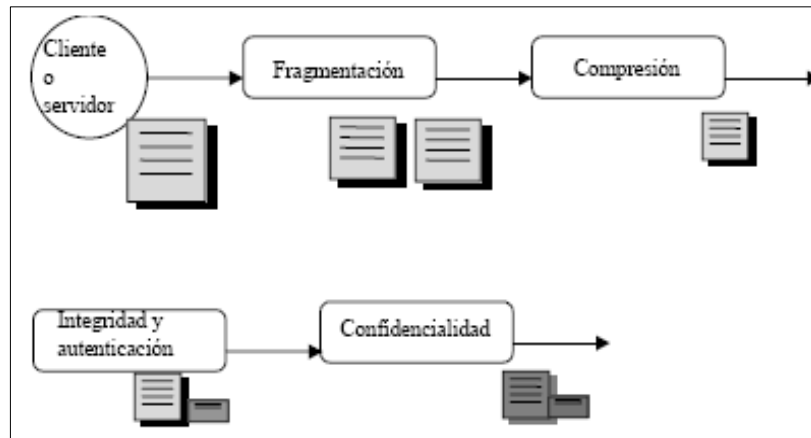 Cliente
o
servidor
Fragmentación
Compresión
Integridad y
autenticación
Confidencialidad